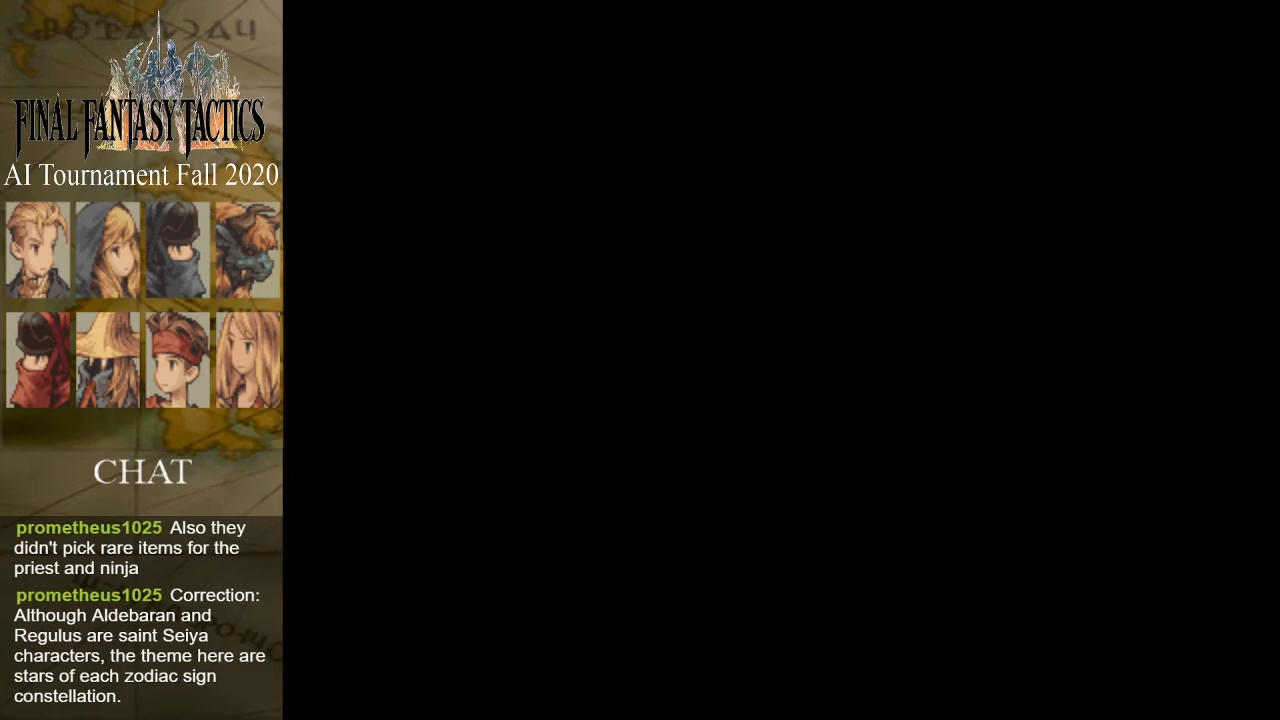 FINAL FANTASY TACTICS
AI Tournament Fall 2020
CHAT
prometheus1025 Also they
didn't pick rare items for the
priest and ninja
prometheus1025 Correction:
Although Aldebaran and
Regulus are saint Seiya
characters, the theme here are
stars of each zodiac sign
constellation.